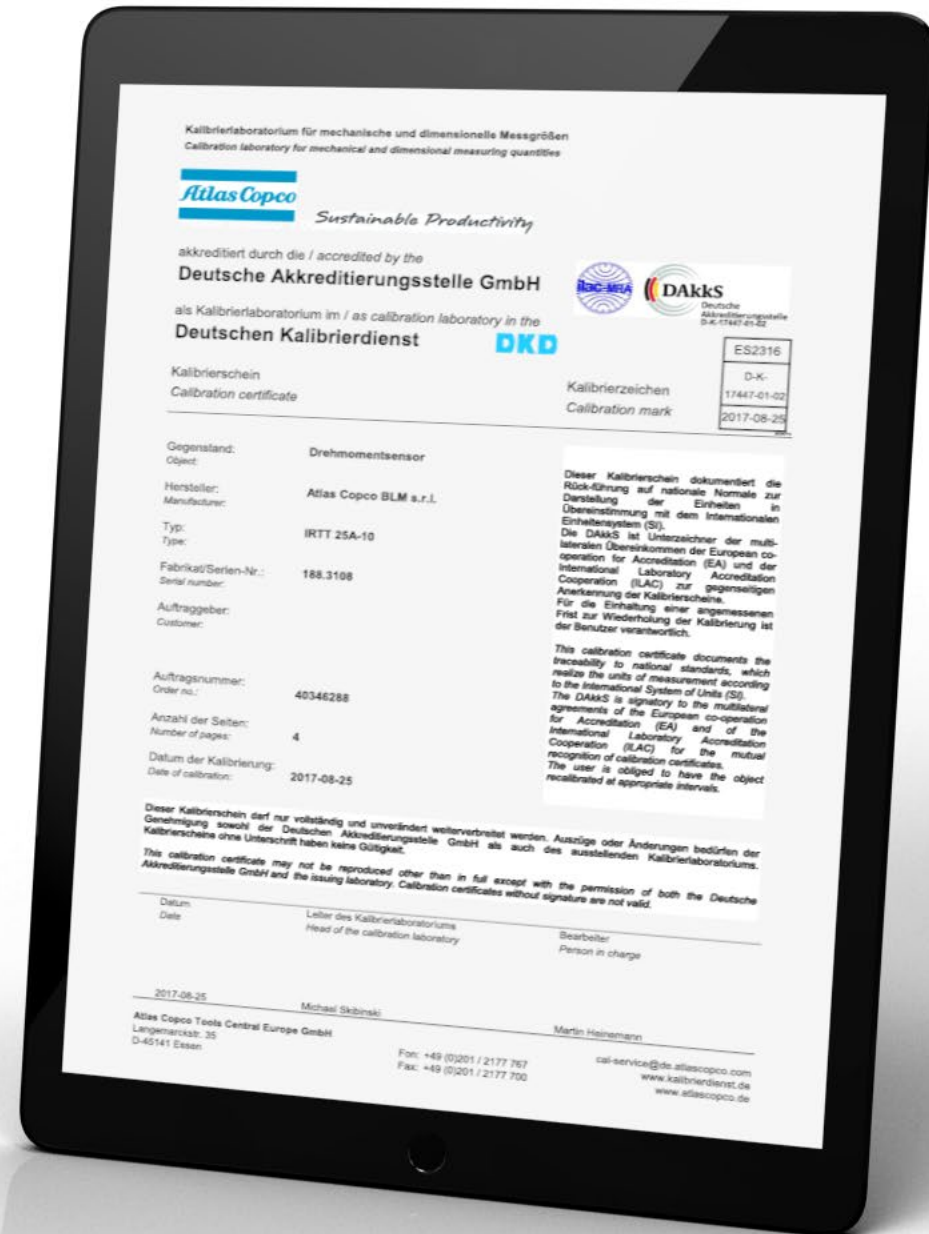 Kalibrierlaboratorium für mechanische und dimensionelle Messgrößen
Calibration laboratory for mechanical and dimensional measuring quantities
Atlas Copco
Sustainable Productivity
akkreditiert durch die / accredited by the
Deutsche Akkreditierungsstelle GmbH
ilac-MRA
DAkkS
Deutsche
Akkreditierungsstelle
D-K-17447-01-02
als Kalibrierlaboratorium im / as calibration laboratory in the
Deutschen Kalibrierdienst
DKD
Kalibrierschein
Calibration certificate
Kalibrierzeichen
Calibration mark
ES2316
D-K-
17447-01-02
2017-08-25
Gegenstand:
Object:
Drehmomentsensor
Hersteller:
Manufacturer:
Atlas Copco BLM s.r.l.
Typ:
Type:
IRTT 25A-10
Fabrikat/Serien-Nr.:
Serial number:
188.3108
Auftraggeber:
Customer:
Auftragsnummer:
Order no.:
40346288
Anzahl der Seiten:
Number of pages:
4
Datum der Kalibrierung:
Date of calibration:
2017-08-25
Dieser Kalibrierschein dokumentiert die
Rück-führung auf nationale Normale zur
Darstellung der Einheiten in
Übereinstimmung mit dem Internationalen
Einheitensystem (SI).
Die DAkkS ist Unterzeichner der multi-
lateralen Übereinkommen der European co-
operation for Accreditation (EA) und der
International Laboratory Accreditation
Cooperation (ILAC) zur gegenseitigen
Anerkennung der Kalibrierscheine.
Für die Einhaltung einer angemessenen
Frist zur Wiederholung der Kalibrierung ist
der Benutzer verantwortlich.
This calibration certificate documents the
traceability to national standards, which
realize the units of measurement according
to the International System of Units (SI).
The DAkkS is signatory to the multilateral
agreements of the European co-operation
for Accreditation (EA) and of the
International Laboratory Accreditation
Cooperation (ILAC) for the mutual
recognition of calibration certificates.
The user is obliged to have the object
recalibrated at appropriate intervals.
Dieser Kalibrierschein darf nur vollständig und unverändert weiterverbreitet werden. Auszüge oder Änderungen bedürfen der
Genehmigung sowohl der Deutschen Akkreditierungsstelle GmbH als auch des ausstellenden Kalibrierlaboratoriums.
Kalibrierscheine ohne Unterschrift haben keine Gültigkeit.
This calibration certificate may not be reproduced other than in full except with the permission of both the Deutsche
Akkreditierungsstelle GmbH and the issuing laboratory. Calibration certificates without signature are not valid.
Datum
Date
Leiter des Kalibrierlaboratoriums
Head of the calibration laboratory
Bearbeiter
Person in charge
2017-08-25
Michael Skibinski
Martin Heinemann
Atlas Copco Tools Central Europe GmbH
Langemarckstr. 35
D-45141 Essen
Fon: +49 (0)201 / 2177 767
Fax: +49 (0)201 / 2177 700
cal-service@de.atlascopco.com
www.kalibrierdienst.de
www.atlascopco.de